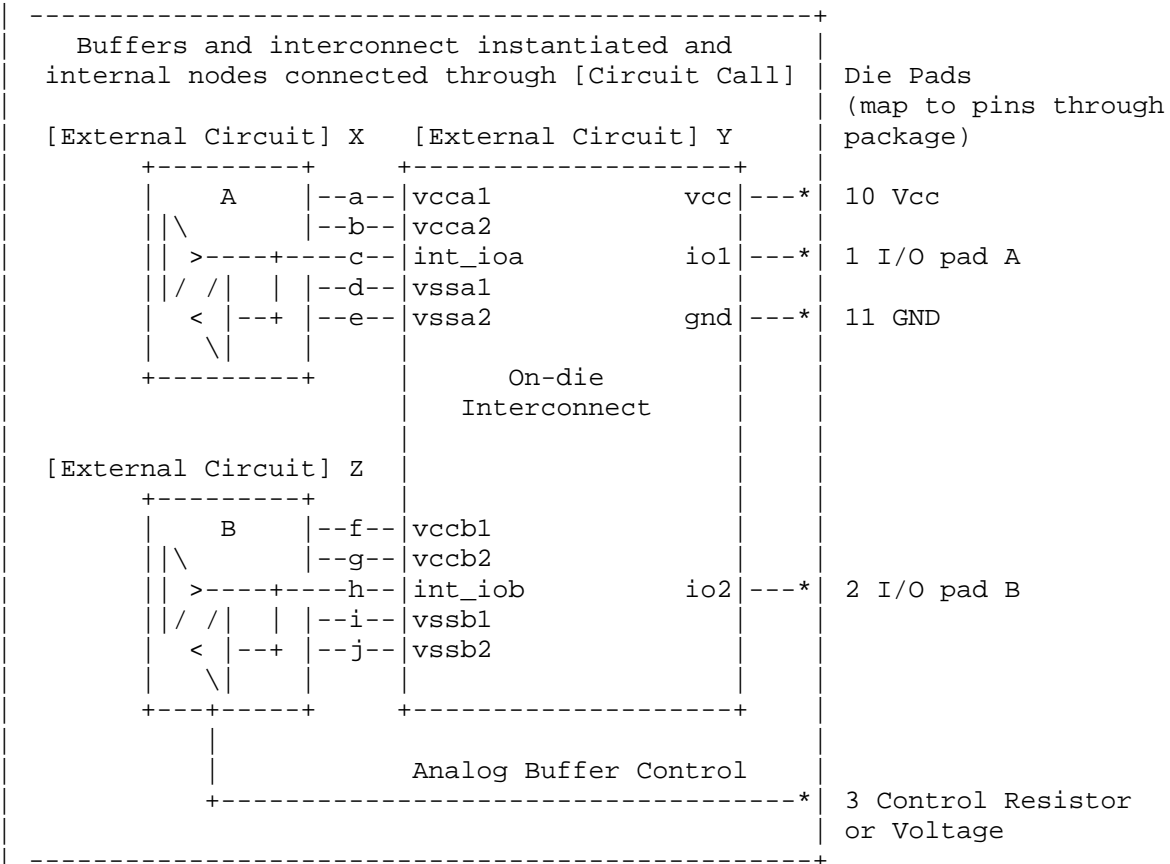 | ----------------------------------------------------+
|    Buffers and interconnect instantiated and        |
|  internal nodes connected through [Circuit Call]    | Die Pads
|                                                     | (map to pins through
|  [External Circuit] X   [External Circuit] Y        | package)
|        +---------+      +--------------------+      |
|        |    A    |--a--|vcca1            vcc|---*| 10 Vcc
|        ||\       |--b--|vcca2               |    |
|        || >----+----c--|int_ioa          io1|---*| 1 I/O pad A
|        ||/ /|  | |--d--|vssa1               |    |
|        |  < |--+ |--e--|vssa2            gnd|---*| 11 GND
|        |   \|    |     |                    |    |
|        +---------+     |       On-die       |    |
|                        |    Interconnect    |    |
|                        |                    |    |
|  [External Circuit] Z  |                    |    |
|        +---------+     |                    |    |
|        |    B    |--f--|vccb1               |    |
|        ||\       |--g--|vccb2               |    |
|        || >----+----h--|int_iob          io2|---*| 2 I/O pad B
|        ||/ /|  | |--i--|vssb1               |    |
|        |  < |--+ |--j--|vssb2               |    |
|        |   \|    |     |                    |    |
|        +---+-----+     +--------------------+    |
|            |                                     |
|            |            Analog Buffer Control    |
|            +------------------------------------*| 3 Control Resistor
|                                                  | or Voltage
| ----------------------------------------------------+